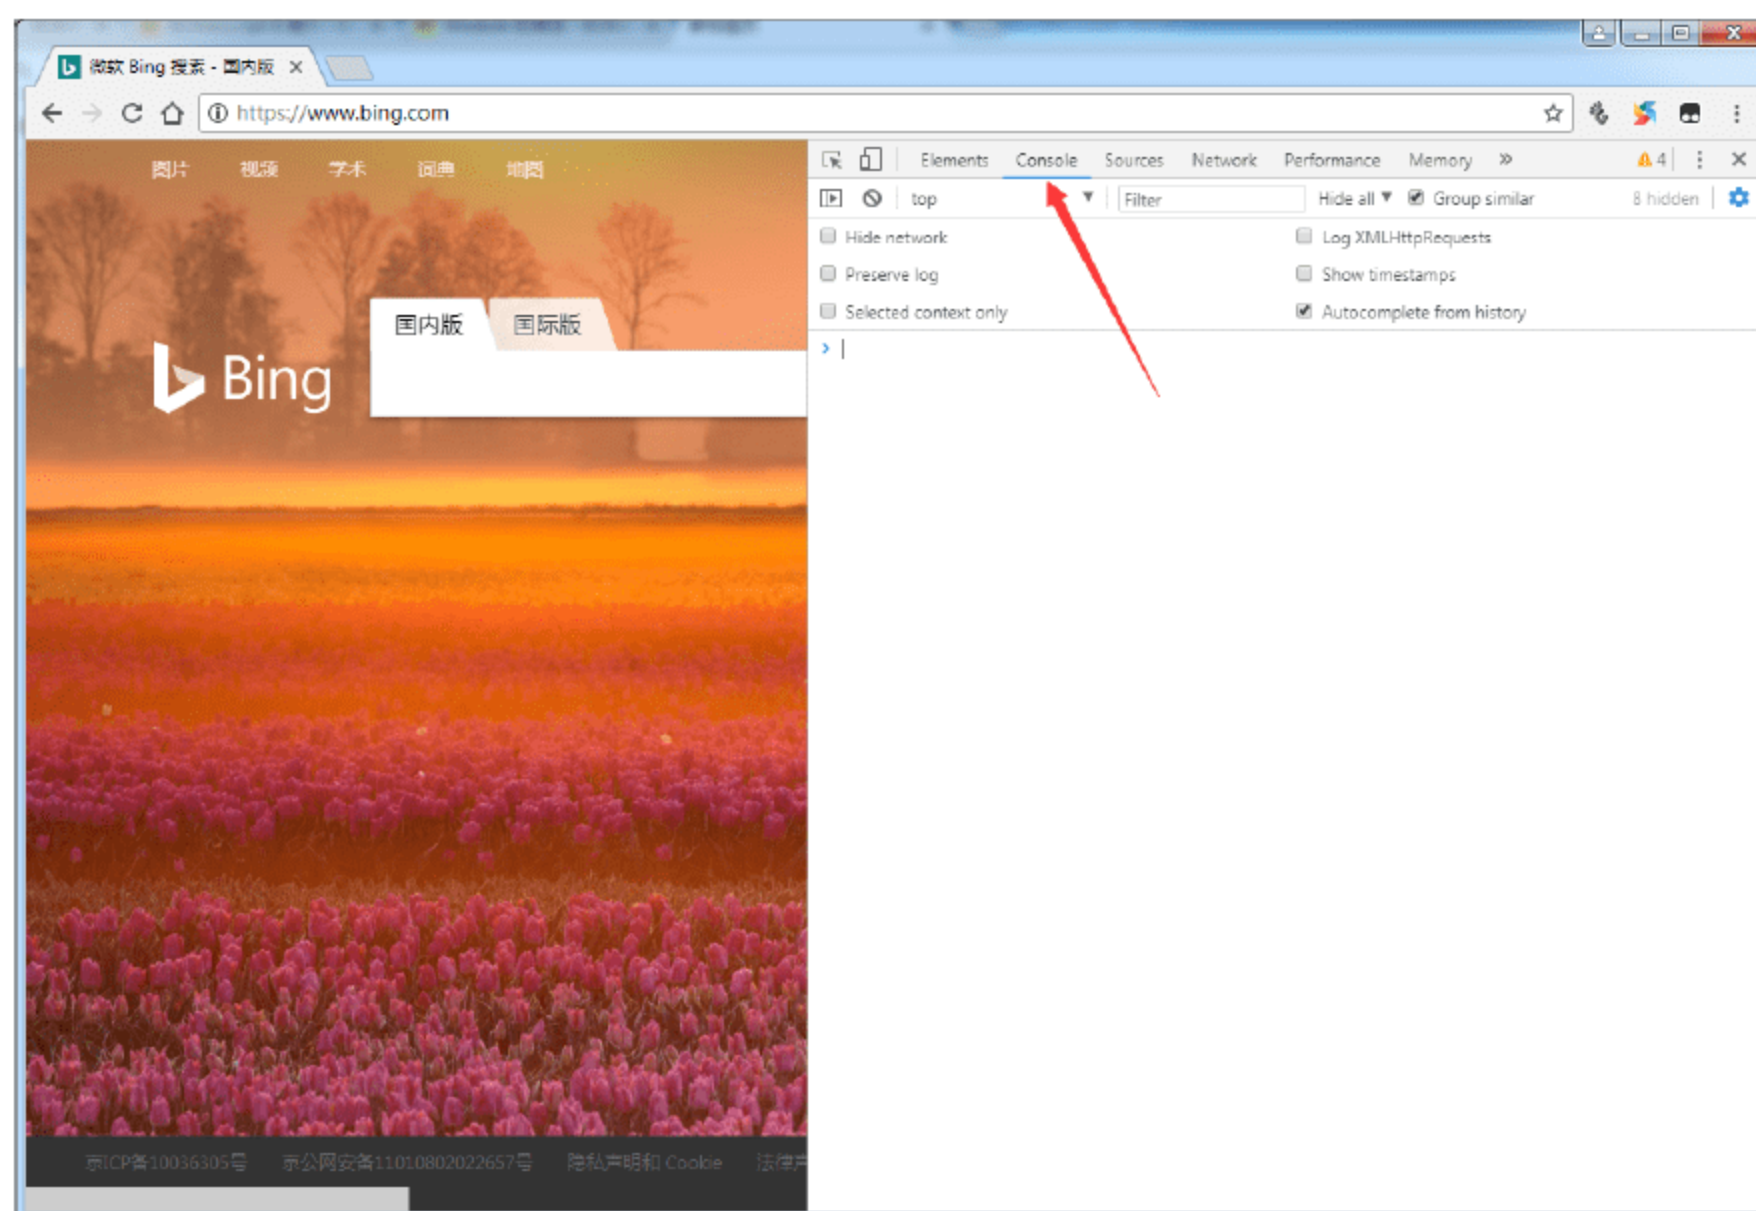 微软 Bing 搜索 - 国内版
https://www.bing.com
图片 视频 学术 词典 地图
国内版 国际版
Bing
京ICP备10036305号 京公网安备11010802022657号 隐私声明和 Cookie 法律声
Elements Console Sources Network Performance Memory » 4
top Filter Hide all Group similar 8 hidden
Hide network Log XMLHttpRequests
Preserve log Show timestamps
Selected context only Autocomplete from history